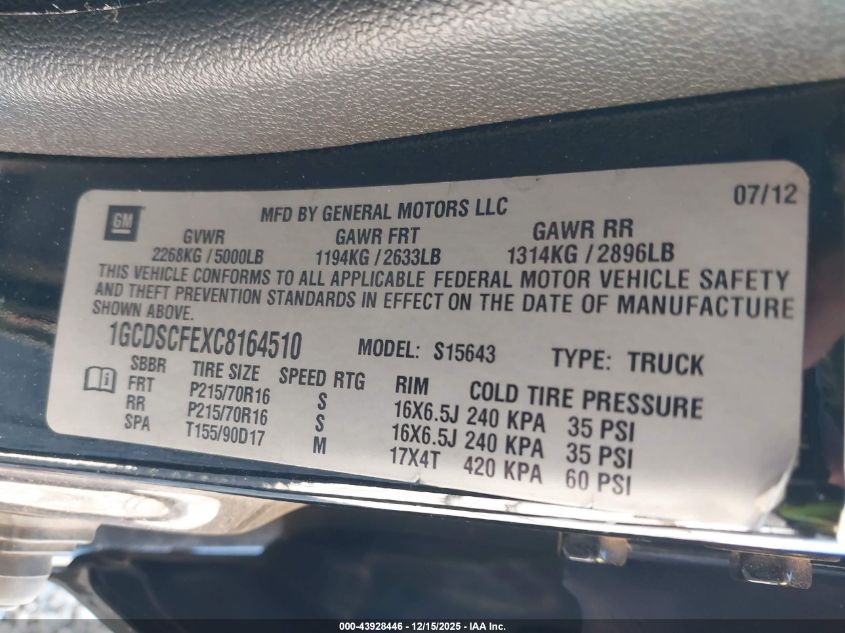 GM
MFD BY GENERAL MOTORS LLC
07/12
GVWR GAWR FRT GAWR RR
2268KG / 5000LB 1194KG / 2633LB 1314KG / 2896LB
THIS VEHICLE CONFORMS TO ALL APPLICABLE FEDERAL MOTOR VEHICLE SAFETY
AND THEFT PREVENTION STANDARDS IN EFFECT ON THE DATE OF MANUFACTURE
SHOWN ABOVE.
1GCDSCFEXC8164510 MODEL: S15643 TYPE: TRUCK
SBBR TIRE SIZE SPEED RTG RIM COLD TIRE PRESSURE
FRT P215/70R16 S 16X6.5J 240 KPA 35 PSI
RR P215/70R16 S 16X6.5J 240 KPA 35 PSI
SPA T155/90D17 M 17X4T 420 KPA 60 PSI
000-43928446 - 12/15/2025 - IAA Inc.